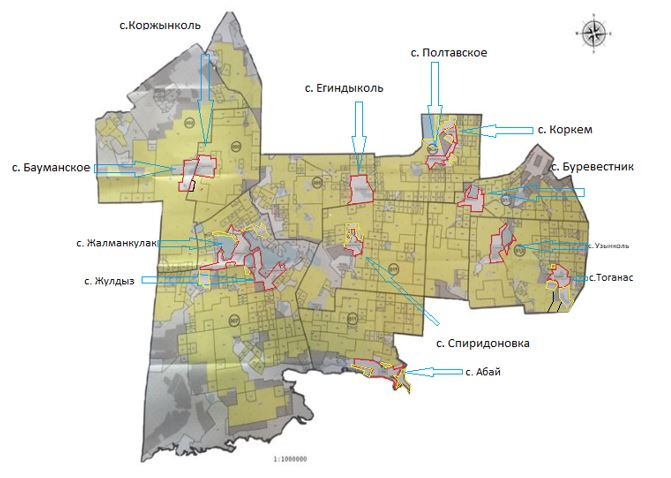 с.Коржынколь
с. Полтавское
с. Егиндыколь
с. Коркем
с. Бауманское
с. Буревестник
с. Жалманкулак
с. Узынколь
с. Жулдыз
с.Тоганас
с. Спиридоновка
с. Абай
1:1000000